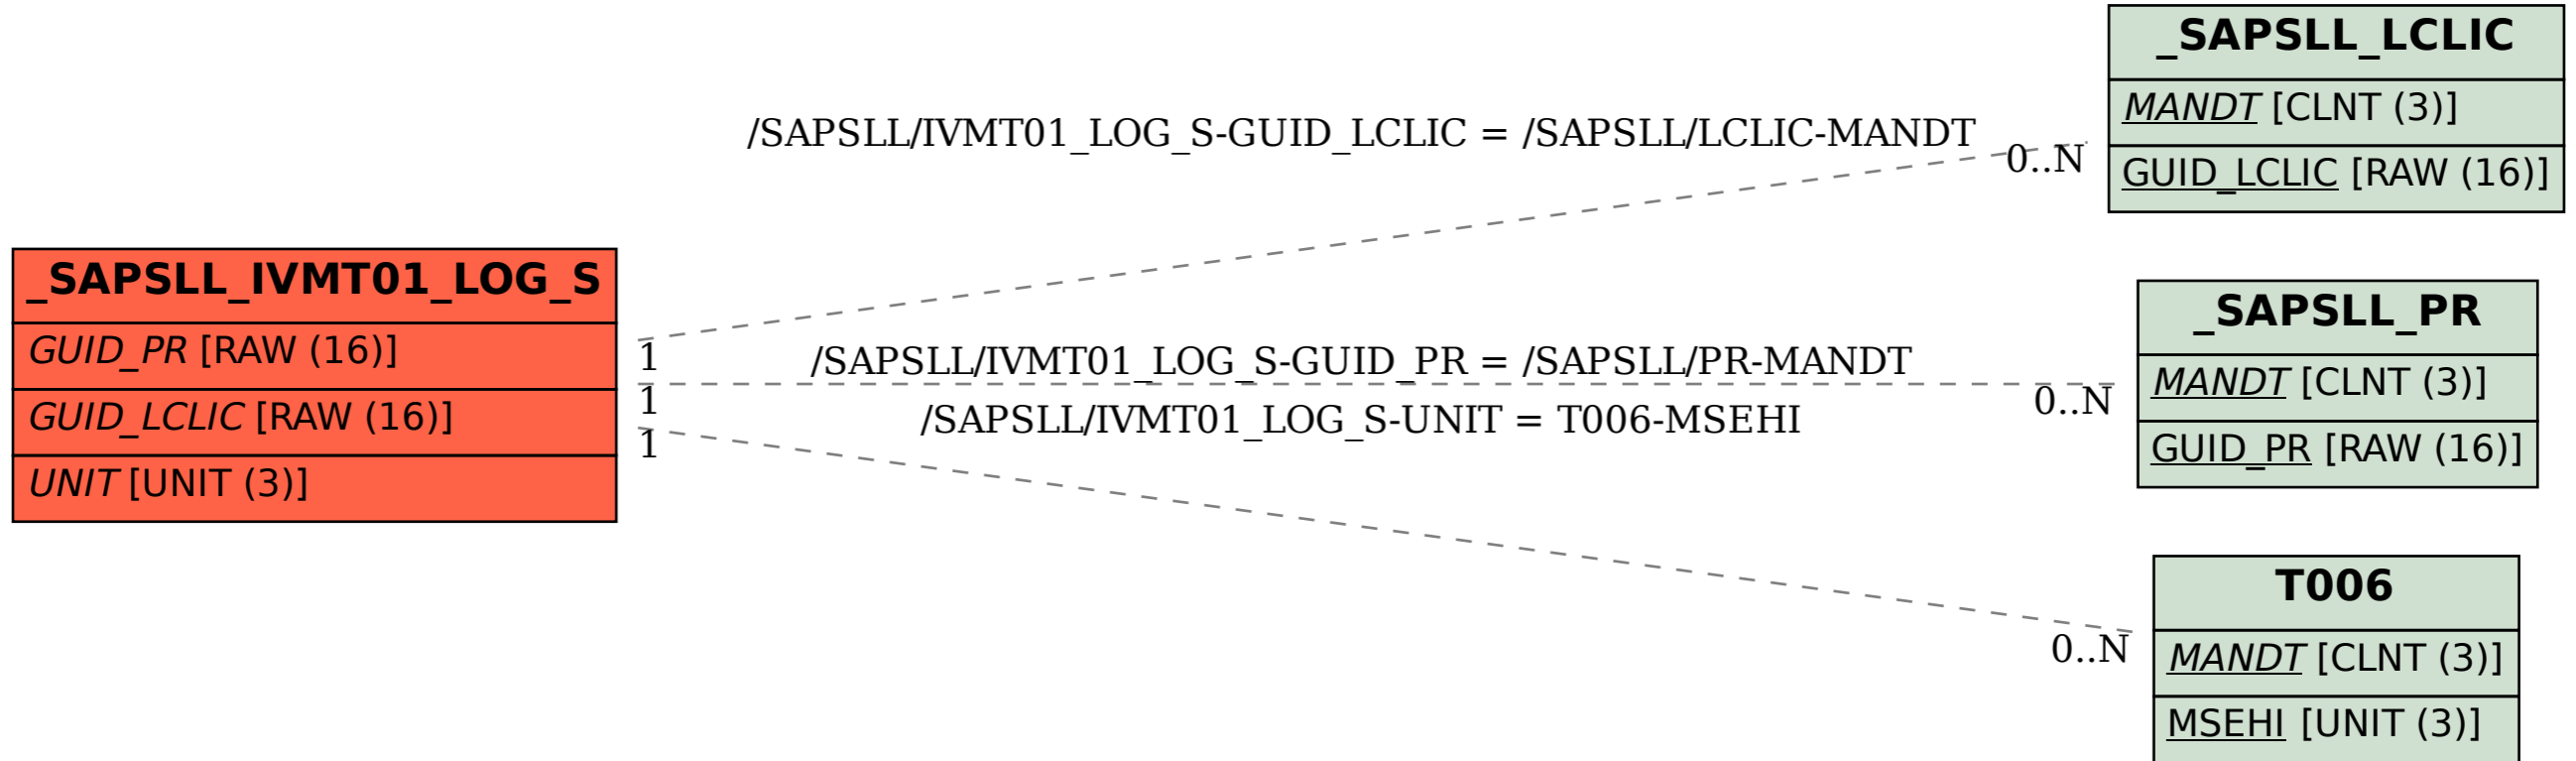 _SAPSLL_LCLIC
MANDT [CLNT (3)]
GUID_LCLIC [RAW (16)]
/SAPSLL/IVMT01_LOG_S-GUID_LCLIC = /SAPSLL/LCLIC-MANDT
0..N
_SAPSLL_IVMT01_LOG_S
GUID_PR [RAW (16)]
GUID_LCLIC [RAW (16)]
UNIT [UNIT (3)]
1
/SAPSLL/IVMT01_LOG_S-GUID_PR = /SAPSLL/PR-MANDT
1
0..N
/SAPSLL/IVMT01_LOG_S-UNIT = T006-MSEHI
1
0..N
_SAPSLL_PR
MANDT [CLNT (3)]
GUID_PR [RAW (16)]
T006
MANDT [CLNT (3)]
MSEHI [UNIT (3)]